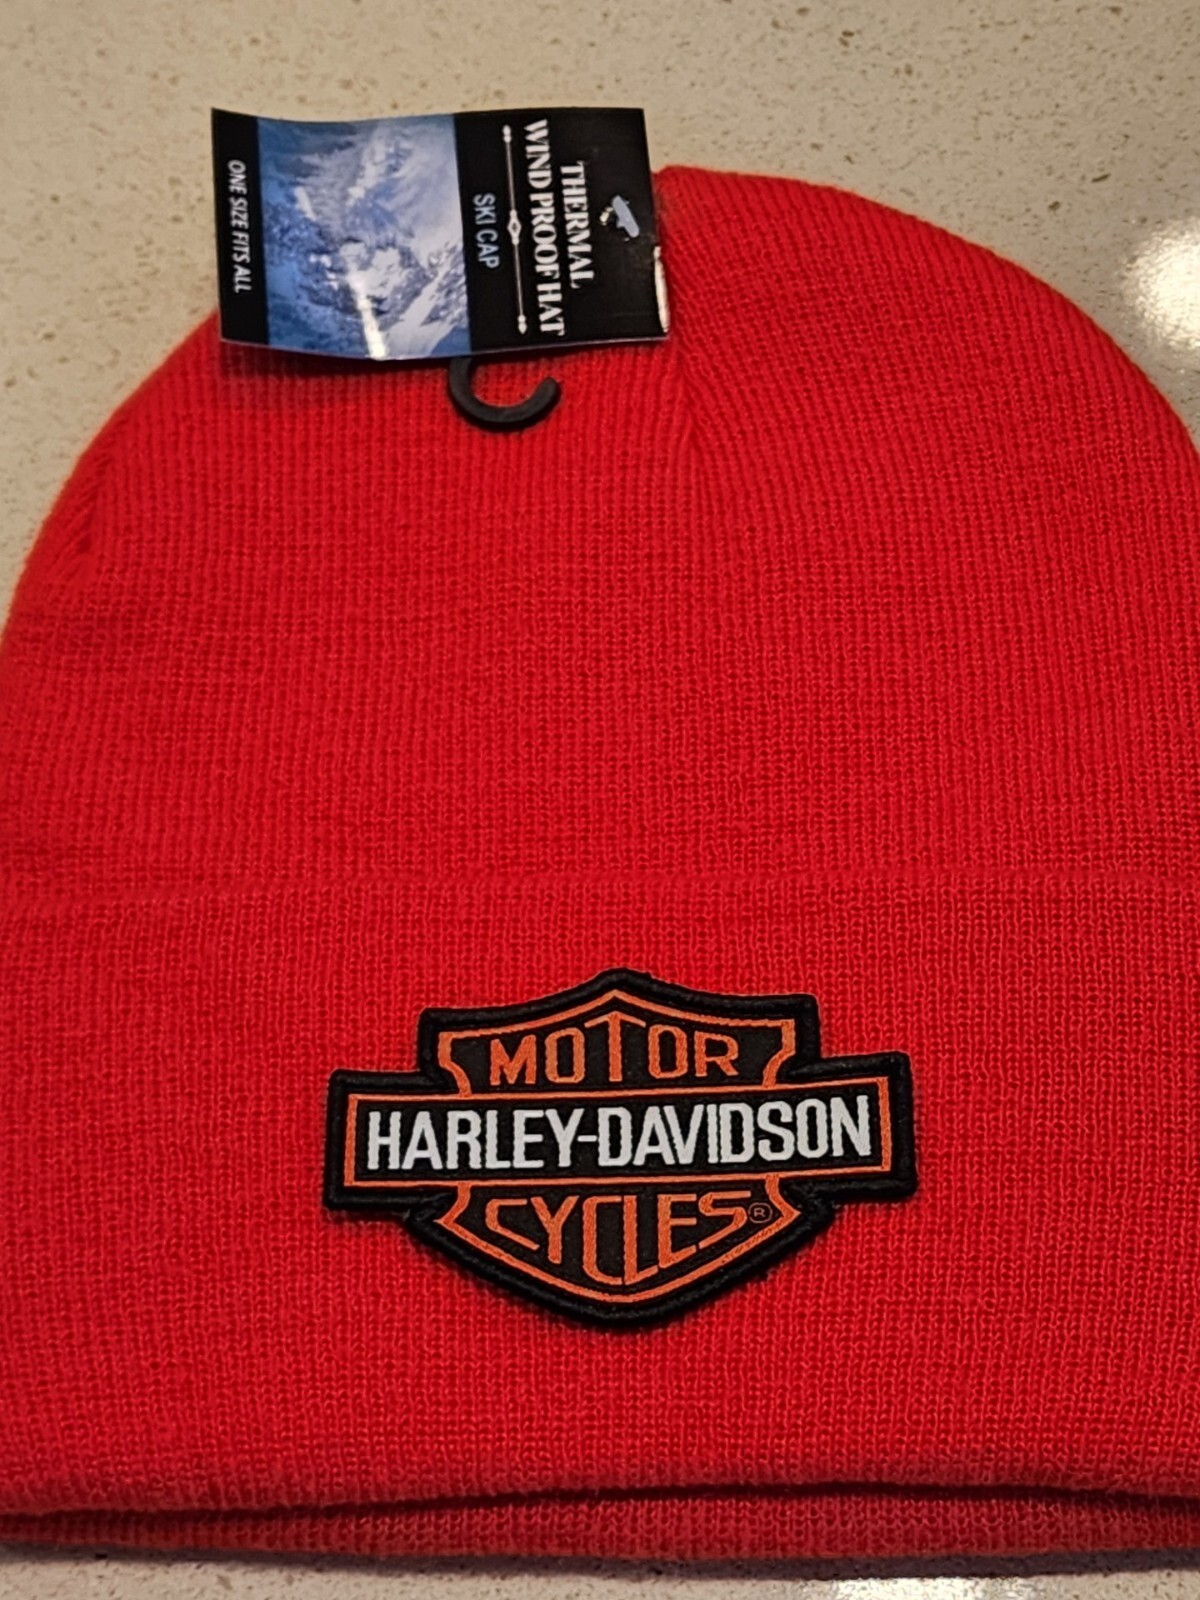 THERMAL
WIND PROOF HAT
SKI CAP
ONE SIZE FITS ALL
MOTOR
HARLEY-DAVIDSON
CYCLES®